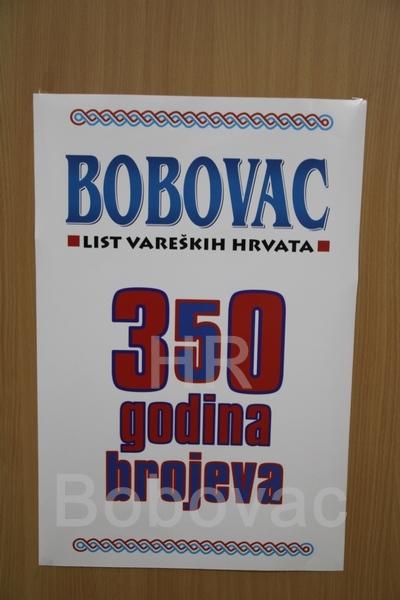 BOBOVAC
LIST VAREŠKIH HRVATA
350
HR
godina
brojeva
Bobovac